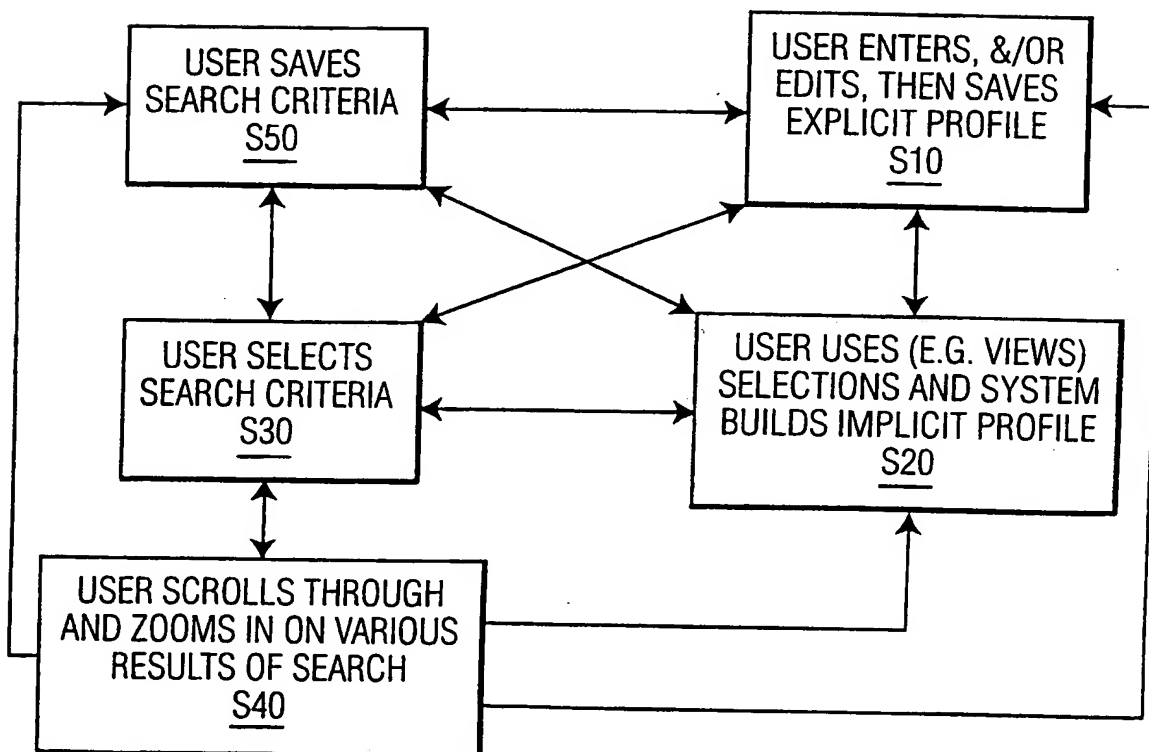 USER SAVES
SEARCH CRITERIA
S50
USER ENTERS, &/OR
EDITS, THEN SAVES
EXPLICIT PROFILE
S10
USER SELECTS
SEARCH CRITERIA
S30
USER USES (E.G. VIEWS)
SELECTIONS AND SYSTEM
BUILDS IMPLICIT PROFILE
S20
USER SCROLLS THROUGH
AND ZOOMS IN ON VARIOUS
RESULTS OF SEARCH
S40